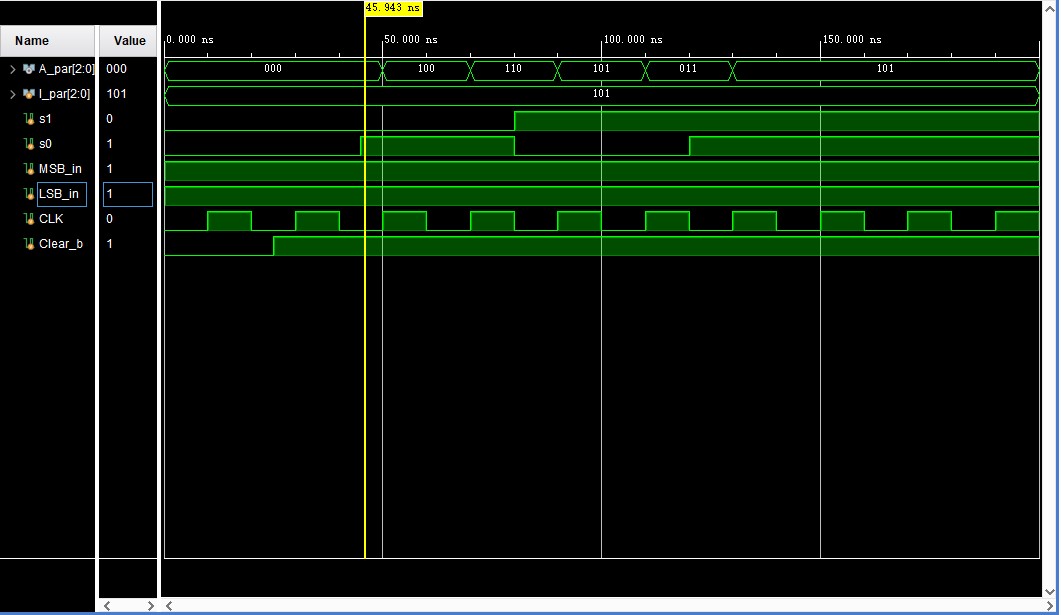 45.943 ns
Name Value 0.000 ns 50.000 ns 100.000 ns 150.000 ns
A_par[2:0] 000 000 100 110 101 011 101
I_par[2:0] 101 101
s1 0
s0 1
MSB_in 1
LSB_in 1
CLK 0
Clear_b 1